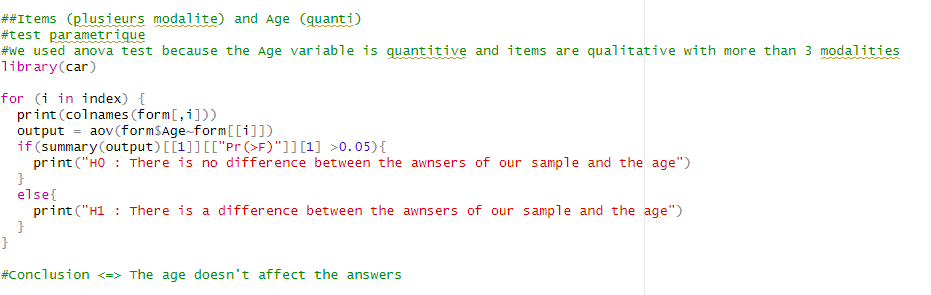 ##Items (plusieurs modalite) and Age (quanti)
#test parametrique
#We used anova test because the Age variable is quantitive and items are qualitative with more than 3 modalities
library(car)
for (i in index) {
print(colnames(form[,i]))
output = aov(form$Age~form[[i]])
if(summary(output)[[1]][["Pr(>F)"]][1] >0.05){
print("H0 : There is no difference between the awnsers of our sample and the age")
}
else{
print("H1 : There is a difference between the awnsers of our sample and the age")
}
}
#Conclusion <=> The age doesn't affect the answers